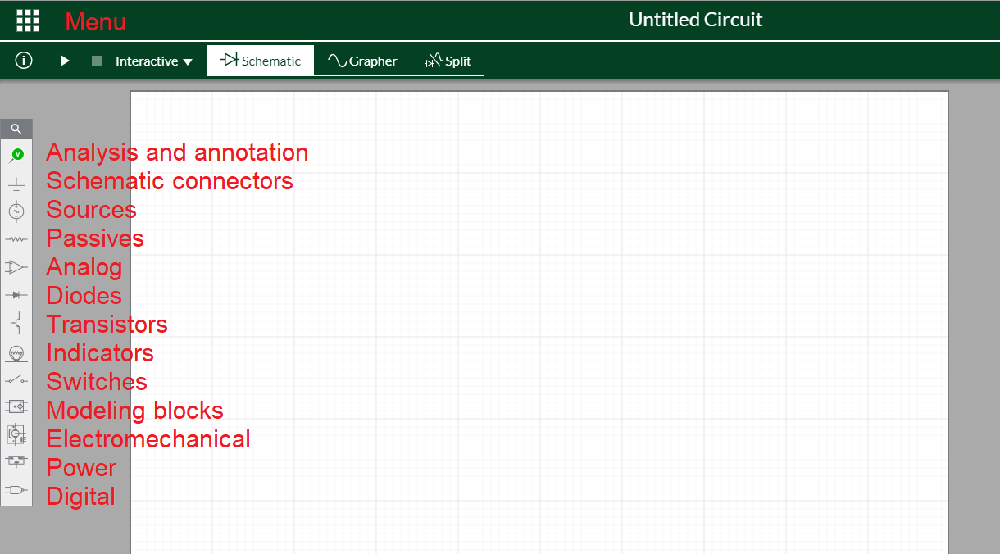 Menu
Untitled Circuit
i
Interactive
Schematic
Grapher
Split
V
Analysis and annotation
Schematic connectors
Sources
Passives
Analog
Diodes
Transistors
Indicators
Switches
Modeling blocks
Electromechanical
Power
Digital